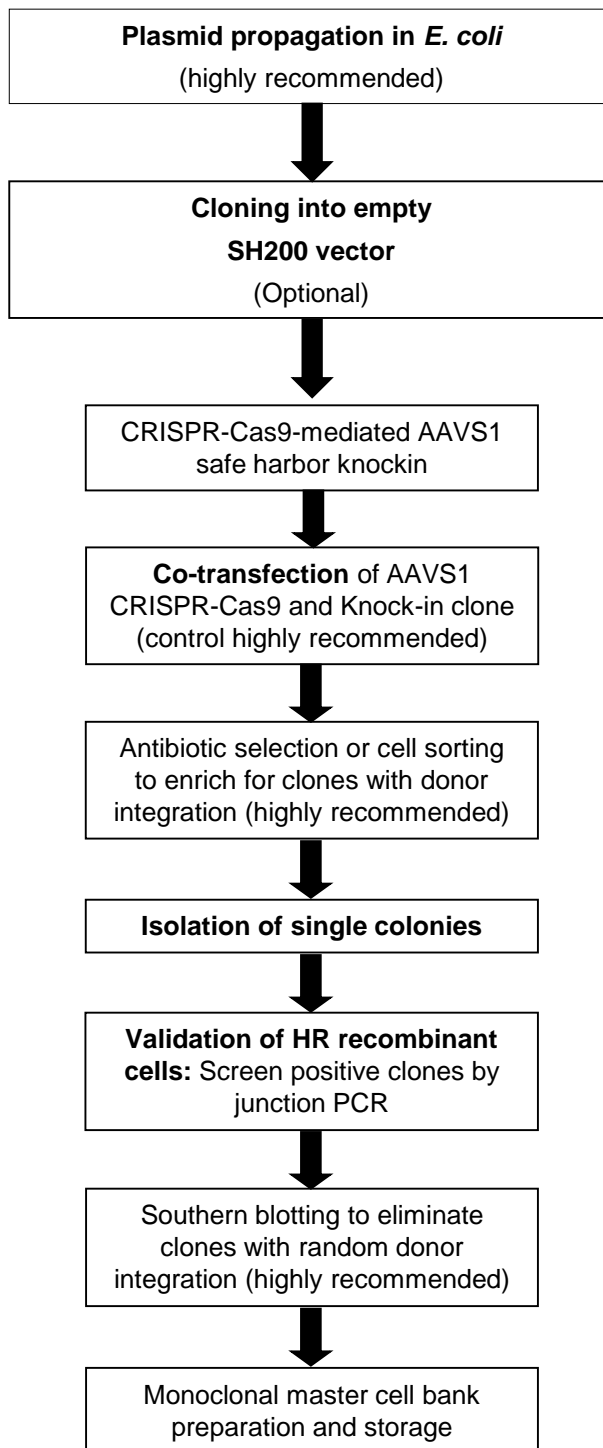 Plasmid propagation in E. coli
(highly recommended)
Cloning into empty
SH200 vector
(Optional)
CRISPR-Cas9-mediated AAVS1
safe harbor knockin
Co-transfection of AAVS1
CRISPR-Cas9 and Knock-in clone
(control highly recommended)
Antibiotic selection or cell sorting
to enrich for clones with donor
integration (highly recommended)
Isolation of single colonies
Validation of HR recombinant
cells: Screen positive clones by
junction PCR
Southern blotting to eliminate
clones with random donor
integration (highly recommended)
Monoclonal master cell bank
preparation and storage